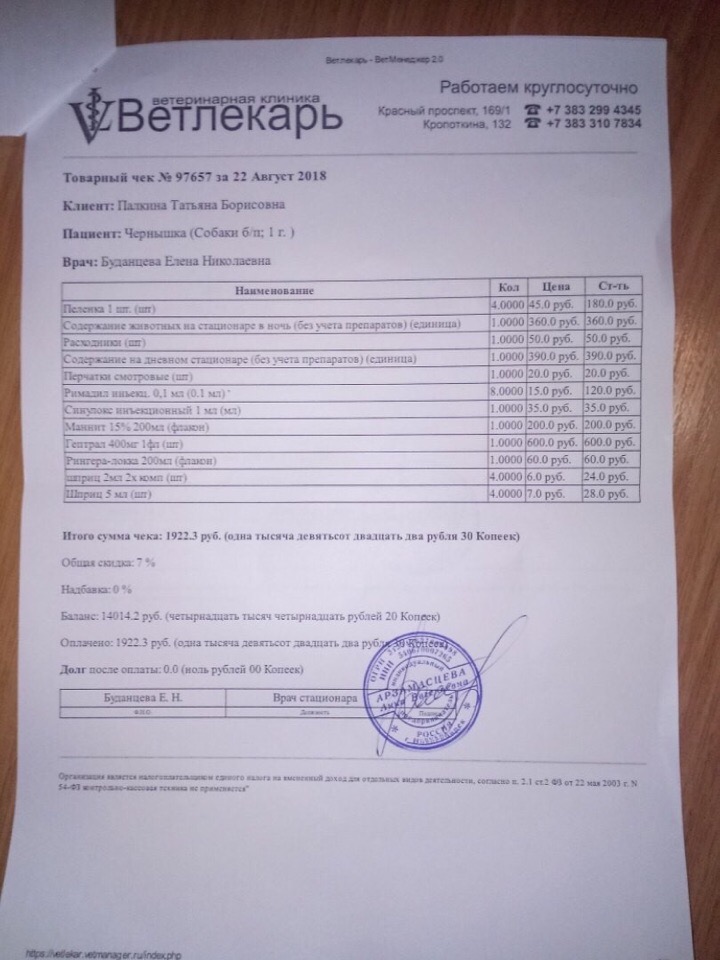 Ветлекарь - ВетМенеджер 2.0
Работаем круглосуточно
ветеринарная клиника
Ветлекарь
Красный проспект, 169/1 ☎ +7 383 299 4345
Кропоткина, 132 ☎ +7 383 310 7834
Товарный чек № 97657 за 22 Август 2018
Клиент: Палкина Татьяна Борисовна
Пациент: Чернышка (Собаки б/п; 1 г. )
Врач: Буданцева Елена Николаевна
Наименование Кол Цена Ст-ть
Пеленка 1 шт. (шт) 4.0000 45.0 руб. 180.0 руб.
Содержание животных на стационаре в ночь (без учета препаратов) (единица) 1.0000 360.0 руб. 360.0 руб.
Расходники (шт) 1.0000 50.0 руб. 50.0 руб.
Содержание на дневном стационаре (без учета препаратов) (единица) 1.0000 390.0 руб. 390.0 руб.
Перчатки смотровые (шт) 1.0000 20.0 руб. 20.0 руб.
Римадил инъекц. 0,1 мл (0.1 мл) 8.0000 15.0 руб. 120.0 руб.
Синулокс инъекционный 1 мл (мл) 1.0000 35.0 руб. 35.0 руб.
Маннит 15% 200мл (флакон) 1.0000 200.0 руб. 200.0 руб.
Гептрал 400мг 1фл (шт) 1.0000 600.0 руб. 600.0 руб.
Рингера-локка 200мл (флакон) 1.0000 60.0 руб. 60.0 руб.
шприц 2мл 2х комп (шт) 4.0000 6.0 руб. 24.0 руб.
Шприц 5 мл (шт) 4.0000 7.0 руб. 28.0 руб.
Итого сумма чека: 1922.3 руб. (одна тысяча девятьсот двадцать два рубля 30 Копеек)
Общая скидка: 7 %
Надбавка: 0 %
Баланс: 14014.2 руб. (четырнадцать тысяч четырнадцать рублей 20 Копеек)
Оплачено: 1922.3 руб. (одна тысяча девятьсот двадцать два рубля 30 Копеек)
Долг после оплаты: 0.0 (ноль рублей 00 Копеек)
Буданцева Е. Н. Врач стационара
Ф.И.О. Должность
ОГРН
ИНН
Индивидуальный
АРЗАМАСЦЕВА
Анна
предприниматель
РОССИЯ
Организация является налогоплательщиком единого налога на вмененный доход для отдельных видов деятельности, согласно п. 2.1 ст.2 ФЗ от 22 мая 2003 г. N
54-ФЗ контрольно-кассовая техника не применяется"
https://vetlekar.vetmanager.ru/index.php